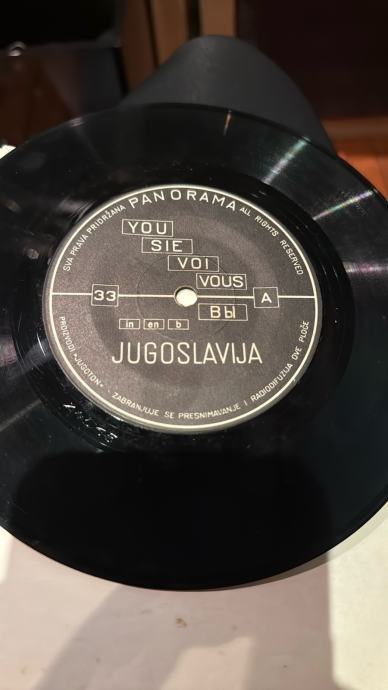 SVA PRAVA PRIDRŽANA PANORAMA ALL RIGHTS RESERVED
YOU
SIE
VOI
VOUS
33
A
ВЫ
in en b
JUGOSLAVIJA
PROIZVODI »JUGOTON« · ZABRANJUJE SE PRESNIMAVANJE I RADIODIFUZIJA OVE PLOČE